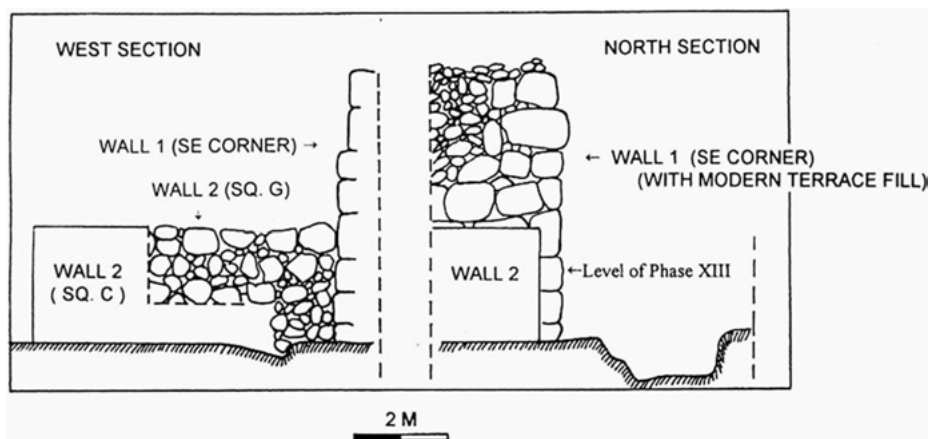 WEST SECTION
NORTH SECTION
WALL 1 (SE CORNER) →
WALL 2 (SQ. G)
WALL 2
( SQ. C )
← WALL 1 (SE CORNER)
(WITH MODERN TERRACE FILL)
WALL 2
←Level of Phase XIII
2 M